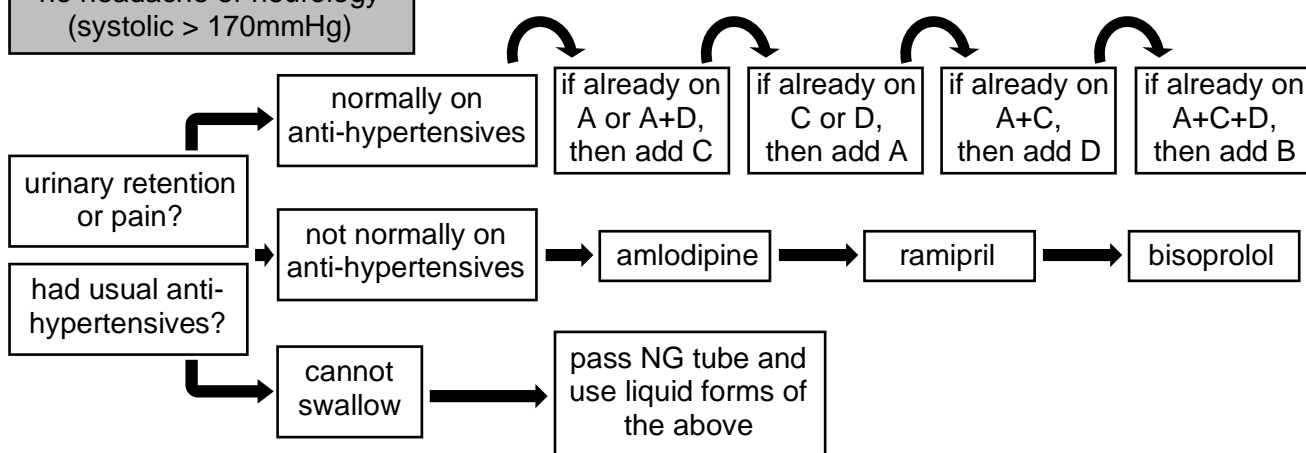 no headache or neurology
(systolic > 170mmHg)
urinary retention
or pain?
had usual anti-
hypertensives?
normally on
anti-hypertensives
if already on
A or A+D,
then add C
if already on
C or D,
then add A
if already on
A+C,
then add D
if already on
A+C+D,
then add B
not normally on
anti-hypertensives
amlodipine
ramipril
bisoprolol
cannot
swallow
pass NG tube and
use liquid forms of
the above